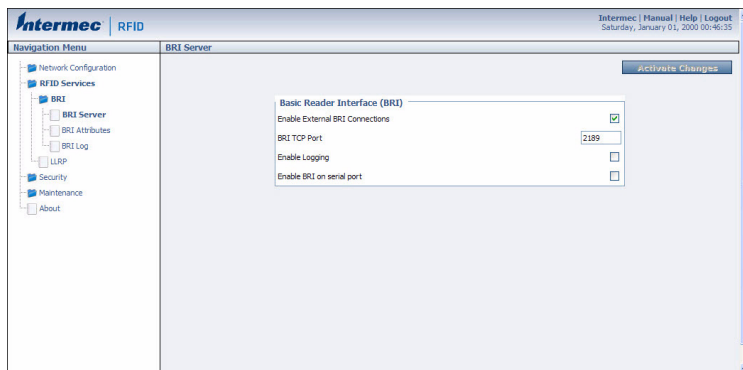 Intermec RFID
Intermec | Manual | Help | Logout
Saturday, January 01, 2000 00:46:35
Navigation Menu
BRI Server
Network Configuration
RFID Services
BRI
BRI Server
BRI Attributes
BRI Log
LLRP
Security
Maintenance
About
Activate Changes
Basic Reader Interface (BRI)
Enable External BRI Connections
BRI TCP Port 2189
Enable Logging
Enable BRI on serial port